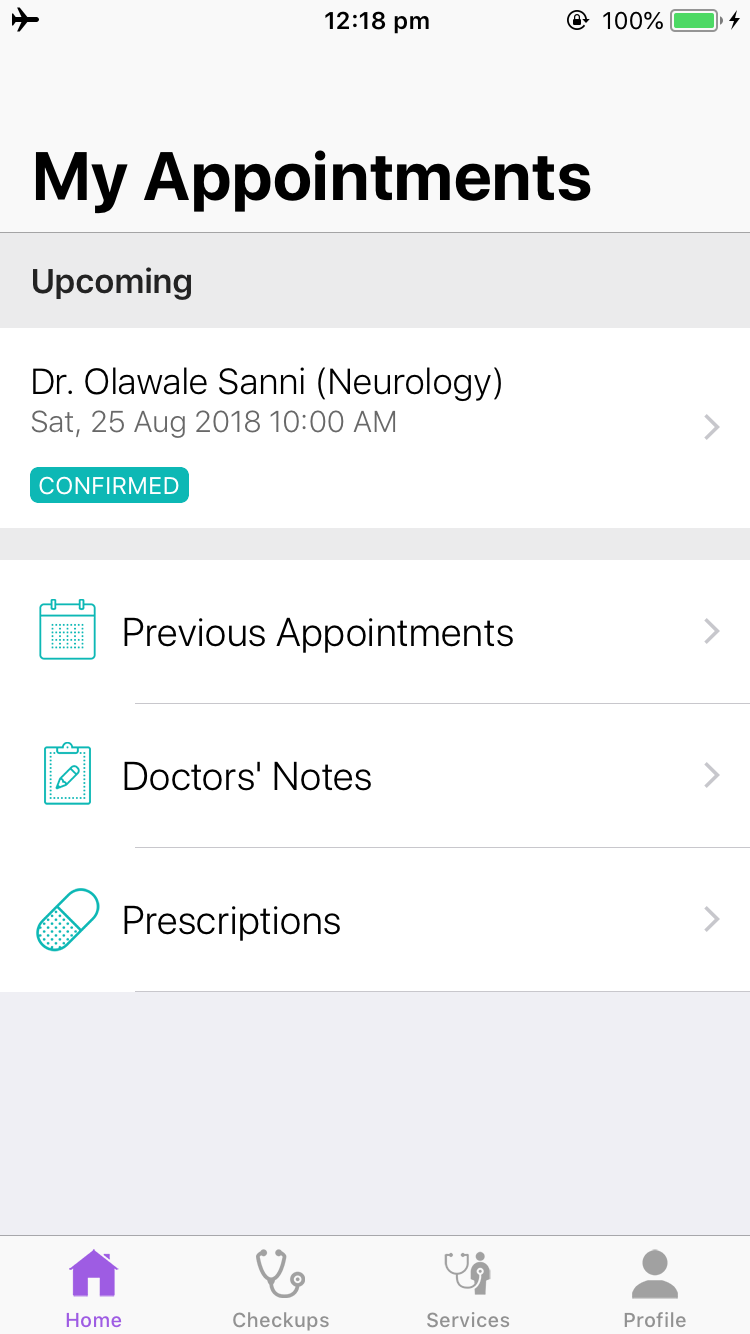 12:18 pm
100%
My Appointments
Upcoming
Dr. Olawale Sanni (Neurology)
Sat, 25 Aug 2018 10:00 AM
CONFIRMED
Previous Appointments
Doctors' Notes
Prescriptions
Home
Checkups
Services
Profile